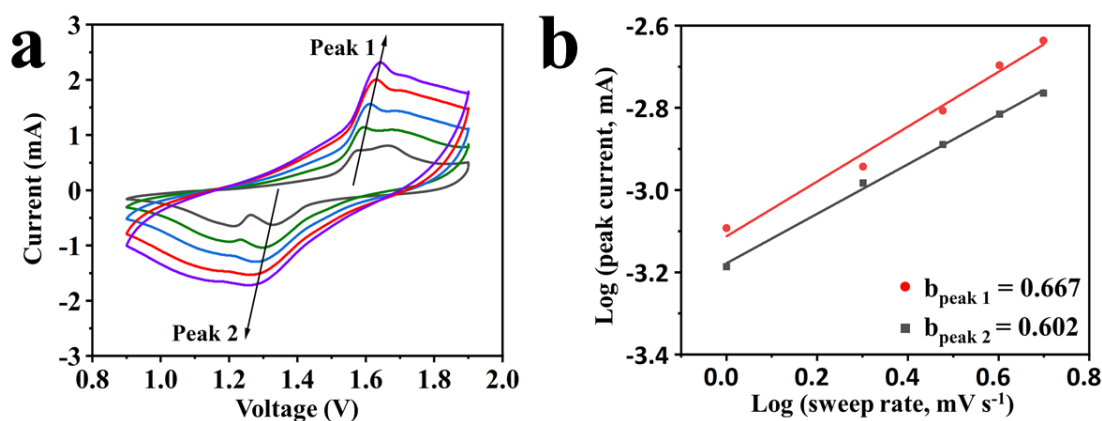 a
3
2
1
0
-1
-2
-3
Current (mA)
Peak 1
Peak 2
0.8 1.0 1.2 1.4 1.6 1.8 2.0
Voltage (V)
b
-2.6
-2.8
-3.0
-3.2
-3.4
Log (peak current, mA)
b peak 1 = 0.667
b peak 2 = 0.602
0.0 0.2 0.4 0.6 0.8
Log (sweep rate, mV s⁻¹)